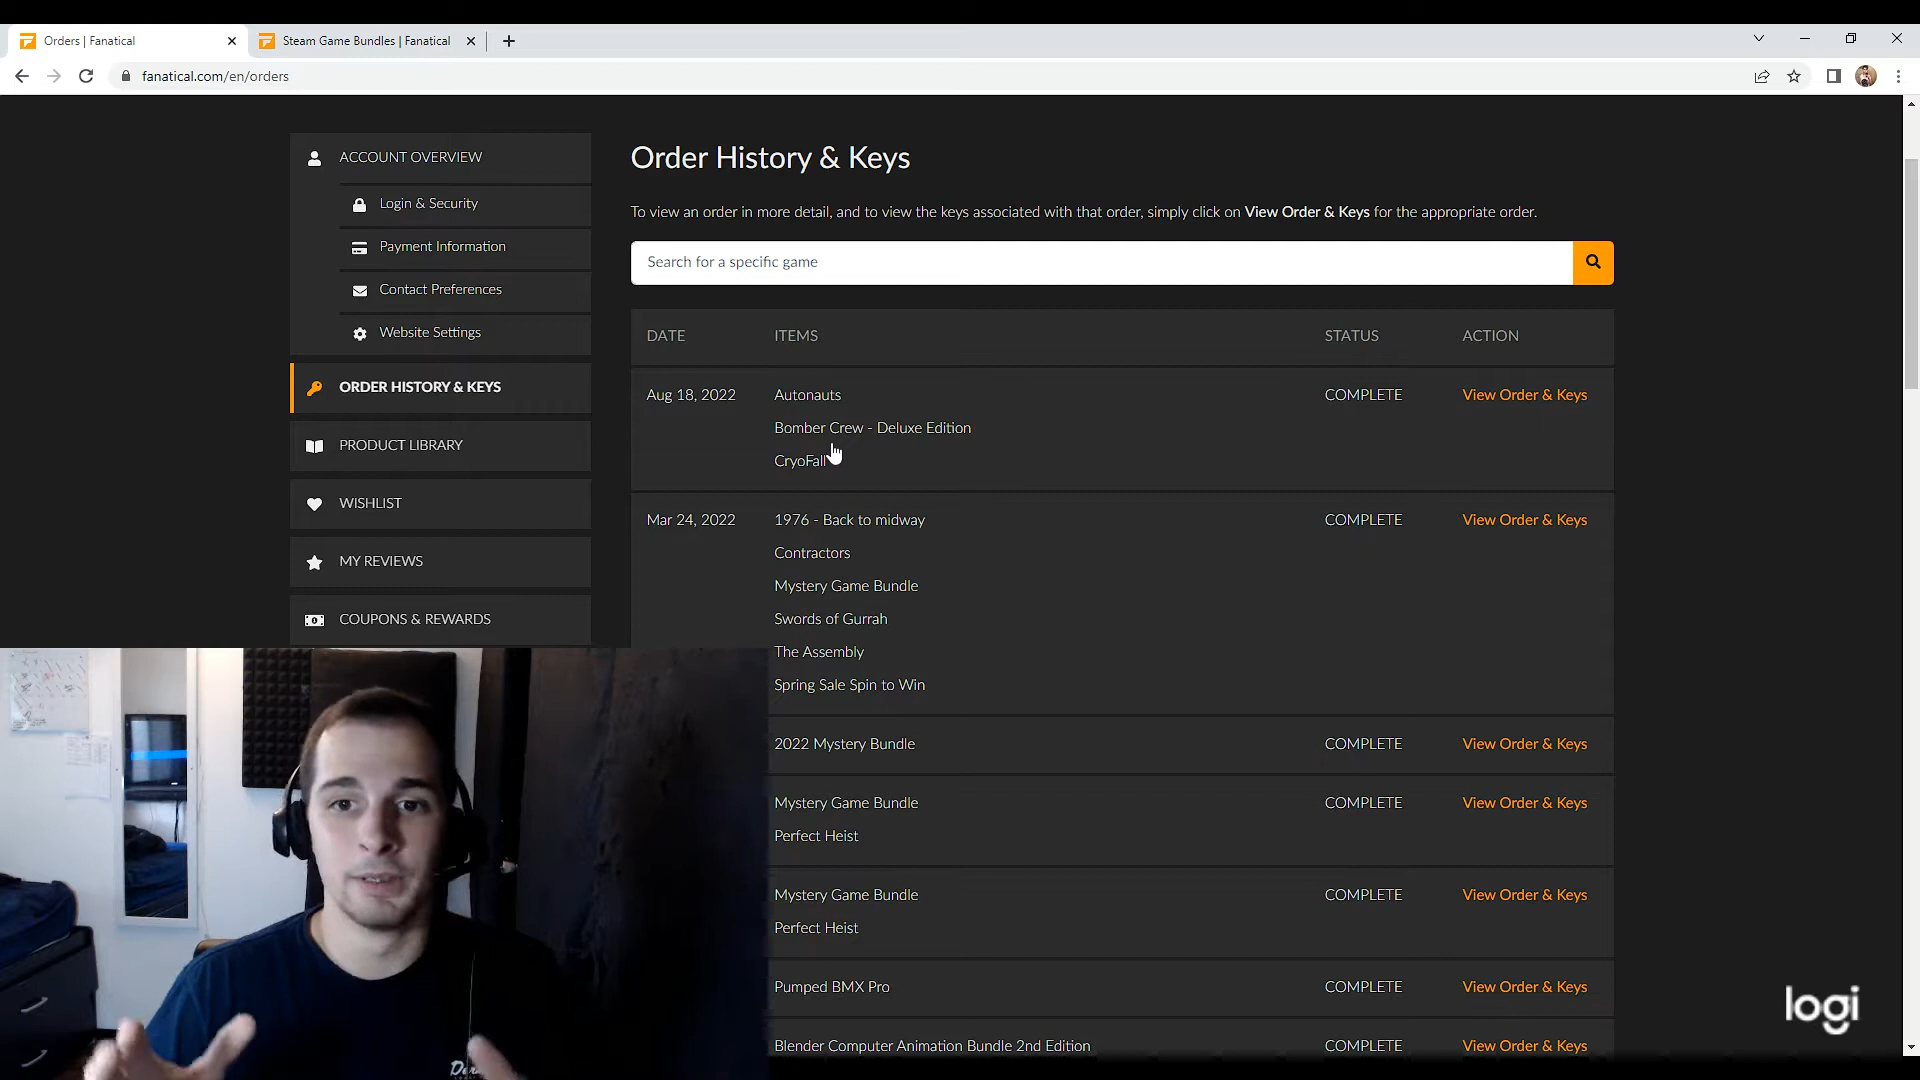 Orders | Fanatical
Steam Game Bundles | Fanatical
fanatical.com/en/orders
ACCOUNT OVERVIEW
Login & Security
Payment Information
Contact Preferences
Website Settings
ORDER HISTORY & KEYS
PRODUCT LIBRARY
WISHLIST
MY REVIEWS
COUPONS & REWARDS
Order History & Keys
To view an order in more detail, and to view the keys associated with that order, simply click on View Order & Keys for the appropriate order.
Search for a specific game
DATE ITEMS STATUS ACTION
Aug 18, 2022 Autonauts COMPLETE View Order & Keys
Bomber Crew - Deluxe Edition
CryoFall
Mar 24, 2022 1976 - Back to midway COMPLETE View Order & Keys
Contractors
Mystery Game Bundle
Swords of Gurrah
The Assembly
Spring Sale Spin to Win
2022 Mystery Bundle COMPLETE View Order & Keys
Mystery Game Bundle COMPLETE View Order & Keys
Perfect Heist
Mystery Game Bundle COMPLETE View Order & Keys
Perfect Heist
Pumped BMX Pro COMPLETE View Order & Keys
Blender Computer Animation Bundle 2nd Edition COMPLETE View Order & Keys
logi